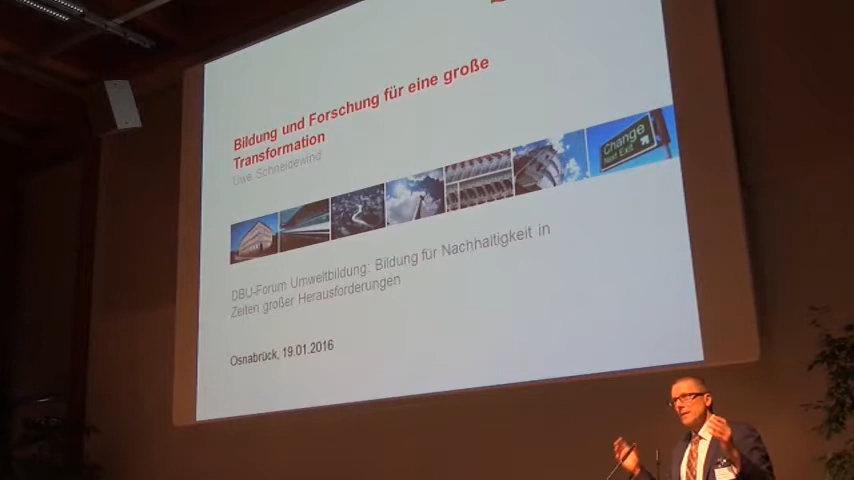 Bildung und Forschung für eine große
Transformation
Uwe Schneidewind
Change
NEXT EXIT
DBU-Forum Umweltbildung: Bildung für Nachhaltigkeit in
Zeiten großer Herausforderungen
Osnabrück, 19.01.2016